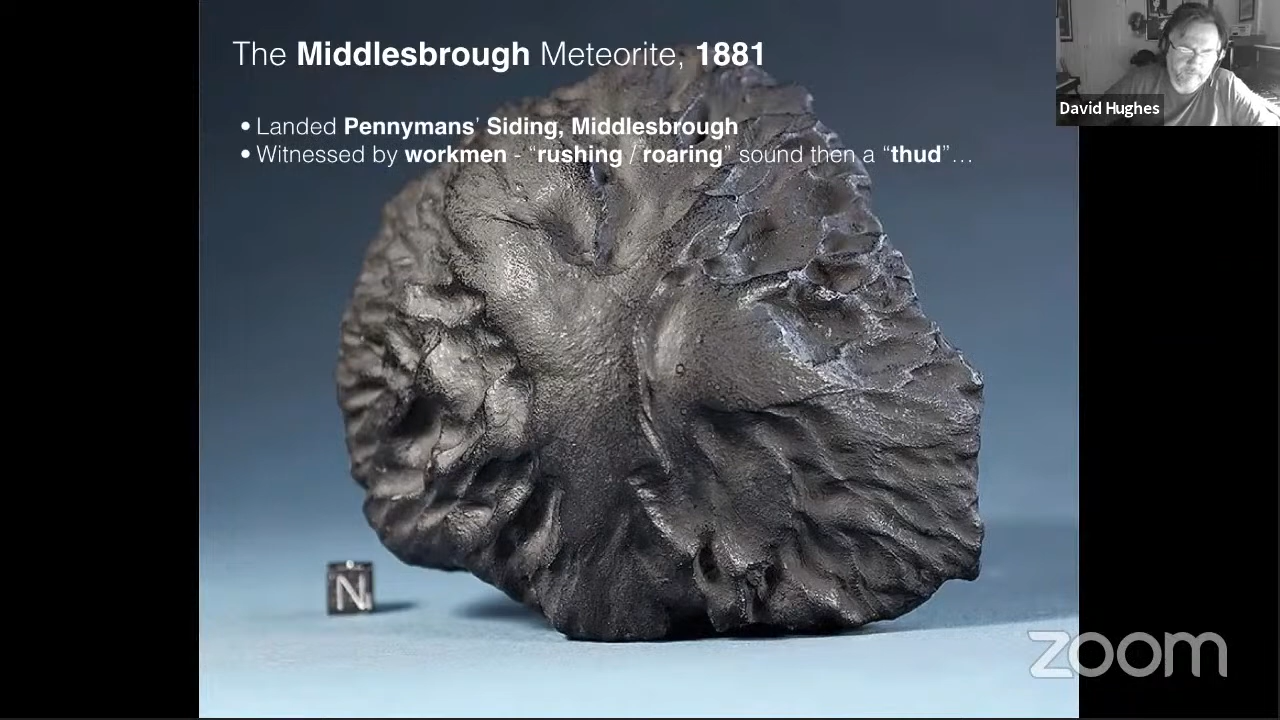 The Middlesbrough Meteorite, 1881
• Landed Pennymans' Siding, Middlesbrough
• Witnessed by workmen - “rushing / roaring” sound then a “thud”…
David Hughes
N
zoom